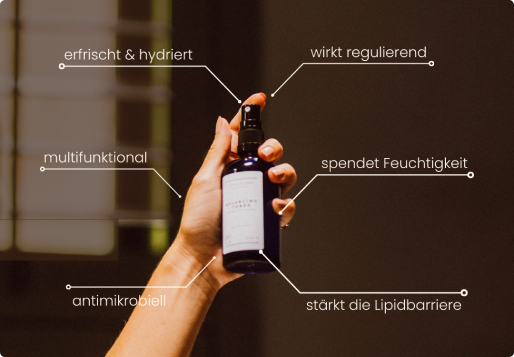 erfrischt & hydriert
wirkt regulierend
multifunktional
spendet Feuchtigkeit
antimikrobiell
stärkt die Lipidbarriere